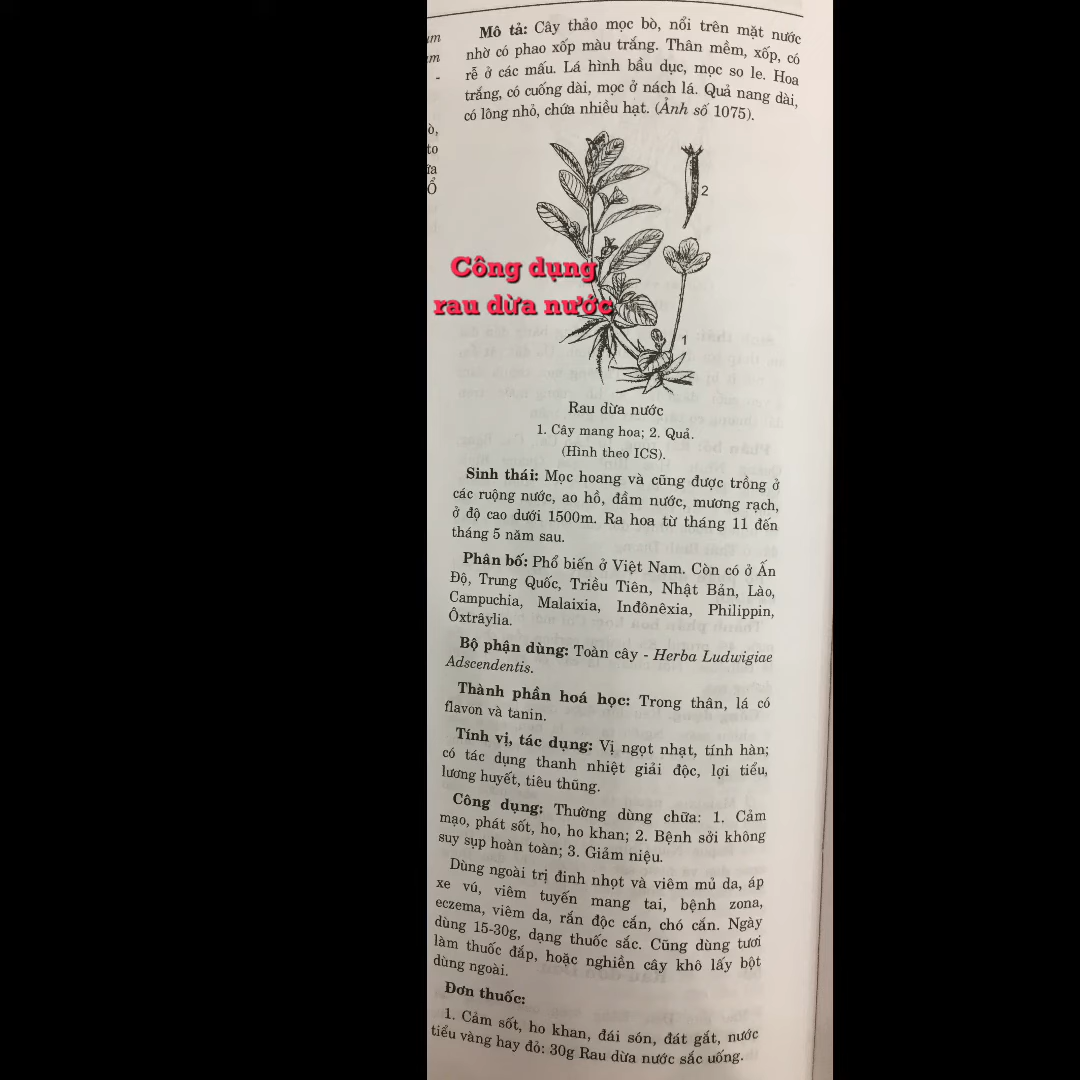 Mô tả: Cây thảo mọc bò, nổi trên mặt nước
nhờ có phao xốp màu trắng. Thân mềm, xốp, có
rễ ở các mấu. Lá hình bầu dục, mọc so le. Hoa
trắng, có cuống dài, mọc ở nách lá. Quả nang dài,
có lông nhỏ, chứa nhiều hạt. (Ảnh số 1075).
2
Công dụng
rau dừa nước
1
Rau dừa nước
1. Cây mang hoa; 2. Quả.
(Hình theo ICS).
Sinh thái: Mọc hoang và cũng được trồng ở
các ruộng nước, ao hồ, đầm nước, mương rạch,
ở độ cao dưới 1500m. Ra hoa từ tháng 11 đến
tháng 5 năm sau.
Phân bố: Phổ biến ở Việt Nam. Còn có ở Ấn
Độ, Trung Quốc, Triều Tiên, Nhật Bản, Lào,
Campuchia, Malaixia, Inđônêxia, Philippin,
Ôxtrâylia.
Bộ phận dùng: Toàn cây - Herba Ludwigiae
Adscendentis.
Thành phần hoá học: Trong thân, lá có
flavon và tanin.
Tính vị, tác dụng: Vị ngọt nhạt, tính hàn;
có tác dụng thanh nhiệt giải độc, lợi tiểu,
lương huyết, tiêu thũng.
Công dụng: Thường dùng chữa: 1. Cảm
mạo, phát sốt, ho, ho khan; 2. Bệnh sởi không
suy sụp hoàn toàn; 3. Giảm niệu.
Dùng ngoài trị đinh nhọt và viêm mủ da, áp
xe vú, viêm tuyến mang tai, bệnh zona,
eczema, viêm da, rắn độc cắn, chó cắn. Ngày
dùng 15-30g, dạng thuốc sắc. Cũng dùng tươi
làm thuốc đắp, hoặc nghiền cây khô lấy bột
dùng ngoài.
Đơn thuốc:
1. Cảm sốt, ho khan, đái són, đát gắt, nước
tiểu vàng hay đỏ: 30g Rau dừa nước sắc uống.